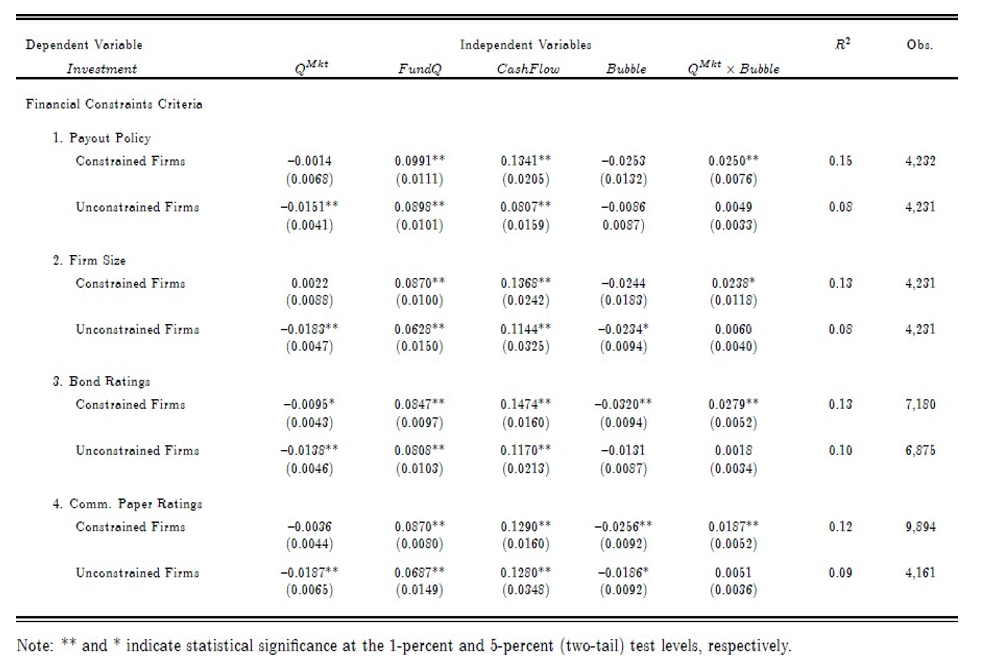 Dependent Variable Independent Variables R² Obs.
Investment Q^Mkt FundQ CashFlow Bubble Q^Mkt × Bubble
Financial Constraints Criteria
1. Payout Policy
Constrained Firms −0.0014 0.0991** 0.1341** −0.0253 0.0250** 0.15 4,232
(0.0068) (0.0111) (0.0205) (0.0132) (0.0076)
Unconstrained Firms −0.0151** 0.0898** 0.0807** −0.0086 0.0049 0.08 4,231
(0.0041) (0.0101) (0.0159) 0.0087) (0.0033)
2. Firm Size
Constrained Firms 0.0022 0.0870** 0.1368** −0.0244 0.0238* 0.13 4,231
(0.0088) (0.0100) (0.0242) (0.0183) (0.0118)
Unconstrained Firms −0.0183** 0.0628** 0.1144** −0.0234* 0.0060 0.08 4,231
(0.0047) (0.0150) (0.0325) (0.0094) (0.0040)
3. Bond Ratings
Constrained Firms −0.0095* 0.0847** 0.1474** −0.0320** 0.0279** 0.13 7,180
(0.0043) (0.0097) (0.0160) (0.0094) (0.0052)
Unconstrained Firms −0.0138** 0.0808** 0.1170** −0.0131 0.0018 0.10 6,875
(0.0046) (0.0103) (0.0213) (0.0087) (0.0034)
4. Comm. Paper Ratings
Constrained Firms −0.0036 0.0870** 0.1290** −0.0256** 0.0187** 0.12 9,894
(0.0044) (0.0080) (0.0160) (0.0092) (0.0052)
Unconstrained Firms −0.0187** 0.0687** 0.1280** −0.0186* 0.0051 0.09 4,161
(0.0065) (0.0149) (0.0348) (0.0092) (0.0036)
Note: ** and * indicate statistical significance at the 1-percent and 5-percent (two-tail) test levels, respectively.